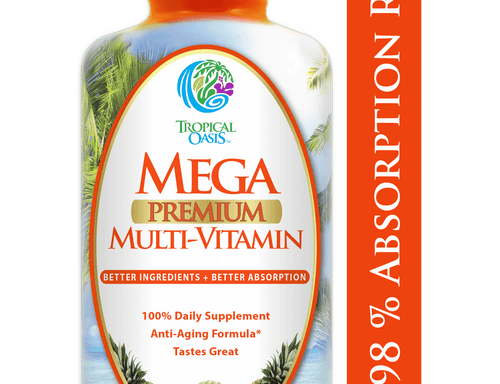 TROPICAL
OASIS™
MEGA
PREMIUM
MULTI-VITAMIN
BETTER INGREDIENTS + BETTER ABSORPTION
100% Daily Supplement
Anti-Aging Formula*
Tastes Great
98 % ABSORPTION R